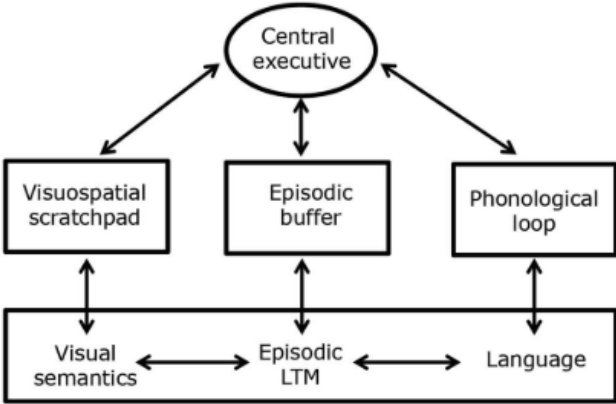 Central
executive
Visuospatial
scratchpad
Episodic
buffer
Phonological
loop
Visual
semantics
Episodic
LTM
Language